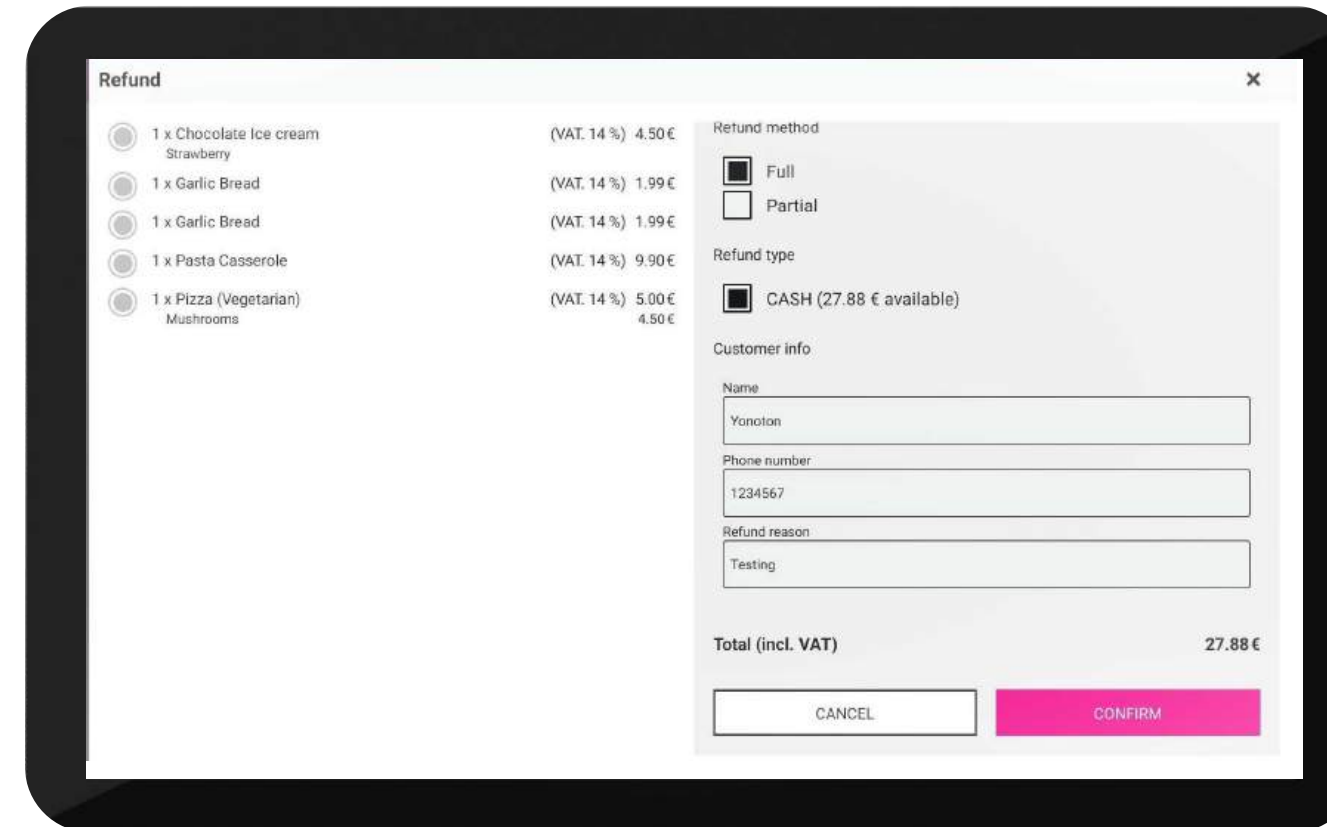 Refund
1 x Chocolate Ice cream (VAT. 14 %) 4.50 €
Strawberry
1 x Garlic Bread (VAT. 14 %) 1.99 €
1 x Garlic Bread (VAT. 14 %) 1.99 €
1 x Pasta Casserole (VAT. 14 %) 9.90 €
1 x Pizza (Vegetarian) (VAT. 14 %) 5.00 €
Mushrooms 4.50 €
Refund method
Full
Partial
Refund type
CASH (27.88 € available)
Customer info
Name
Yonoton
Phone number
1234567
Refund reason
Testing
Total (incl. VAT) 27.88 €
CANCEL CONFIRM